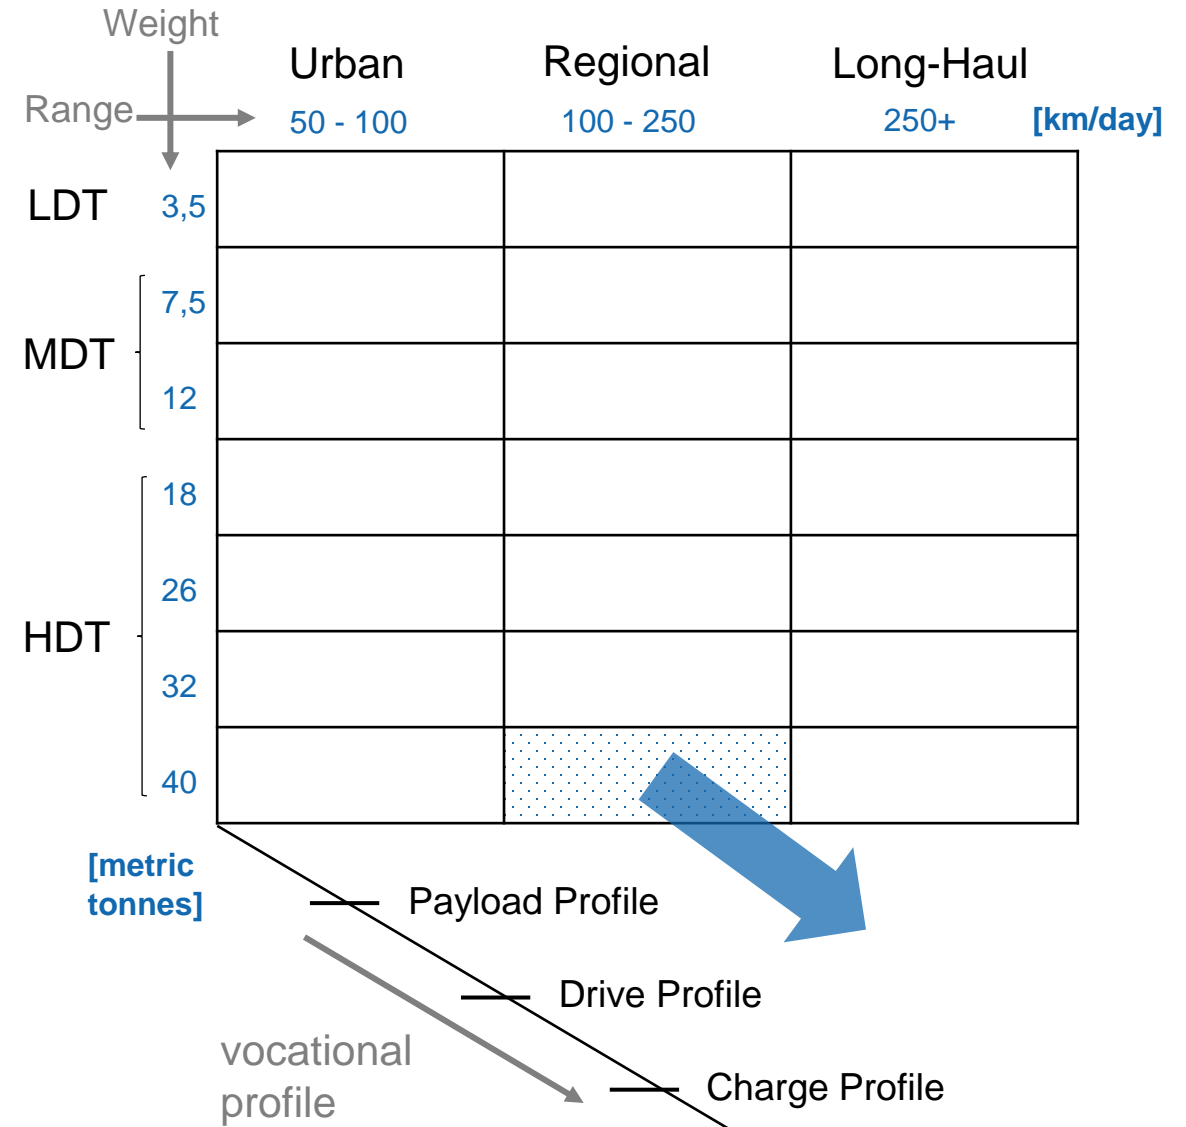 Weight
Urban Regional Long-Haul
Range
50 - 100 100 - 250 250+ [km/day]
LDT 3,5
7,5
MDT
12
18
26
HDT
32
40
[metric
tonnes]
Payload Profile
Drive Profile
vocational
profile
Charge Profile